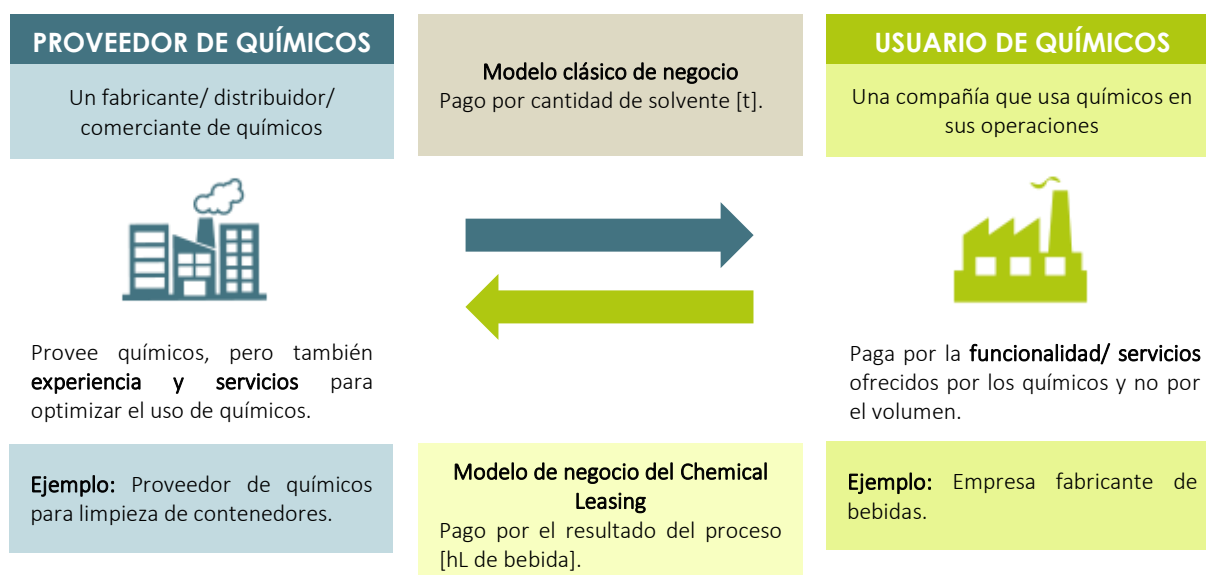 PROVEEDOR DE QUÍMICOS
Un fabricante/ distribuidor/
comerciante de químicos
Modelo clásico de negocio
Pago por cantidad de solvente [t].
USUARIO DE QUÍMICOS
Una compañía que usa químicos en
sus operaciones
Provee químicos, pero también
experiencia y servicios para
optimizar el uso de químicos.
Paga por la funcionalidad/ servicios
ofrecidos por los químicos y no por
el volumen.
Ejemplo: Proveedor de químicos
para limpieza de contenedores.
Modelo de negocio del Chemical
Leasing
Pago por el resultado del proceso
[hL de bebida].
Ejemplo: Empresa fabricante de
bebidas.